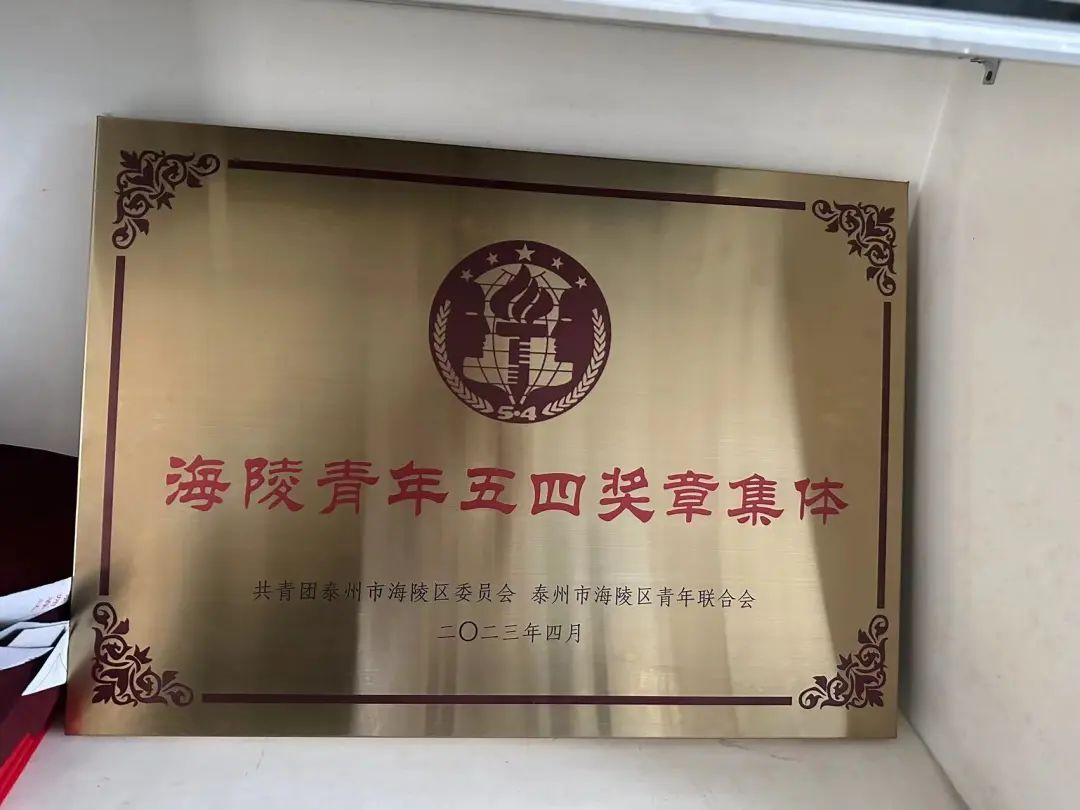 5·4
海陵青年五四奖章集体
共青团泰州市海陵区委员会 泰州市海陵区青年联合会
二〇二三年四月